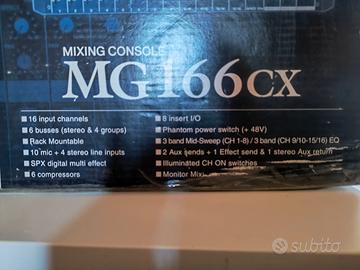 MIXING CONSOLE
MG166CX
16 input channels
6 busses (stereo & 4 groups)
Rack Mountable
10 mic + 4 stereo line inputs
SPX digital multi effect
6 compressors
8 insert I/O
Phantom power switch (+ 48V)
3 band Mid-Sweep (CH 1-8) / 3 band (CH 9/10-15/16) EQ
2 Aux sends + 1 Effect send & 1 stereo Aux return
Illuminated CH ON switches
Monitor Mix
subito